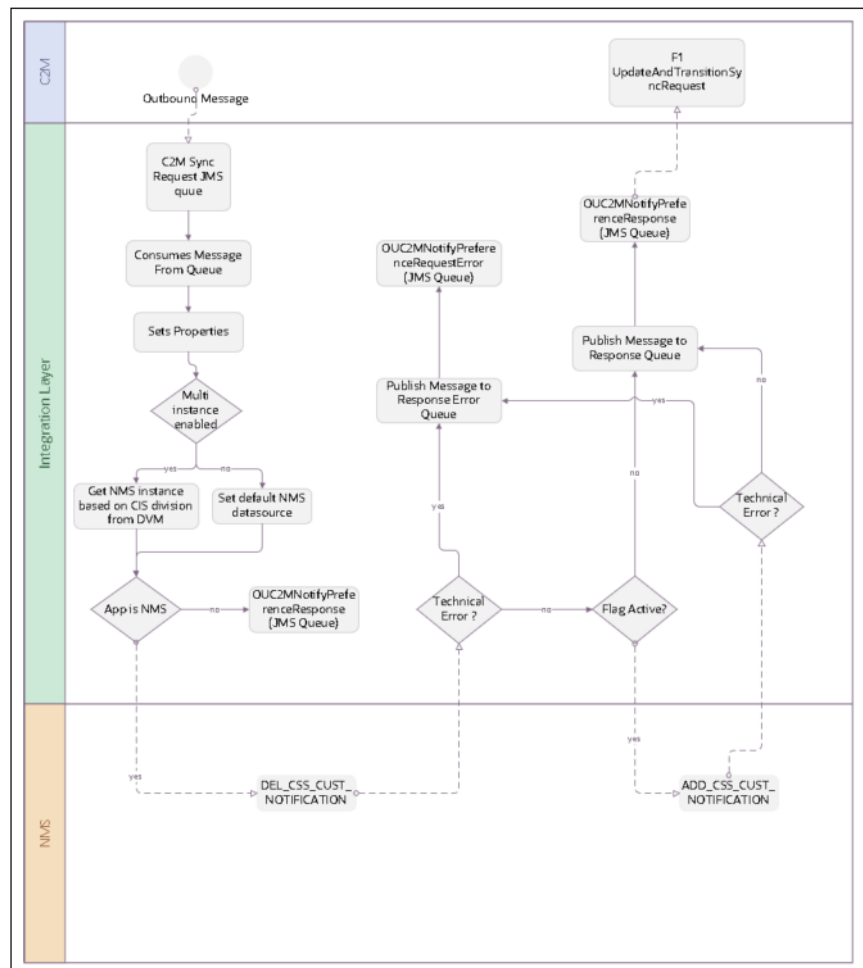 C2M
Outbound Message
F1
UpdateAndTransitionSy
ncRequest
Integration Layer
C2M Sync
Request JMS
quue
Consumes Message
From Queue
Sets Properties
Multi
instance
enabled
yes
no
Get NMS instance
based on CIS division
from DVM
Set default NMS
datasource
App is NMS
no
OUC2MNotifyPrefe
renceResponse
(JMS Queue)
OUC2MNotifyPrefere
nceRequestError
(JMS Queue)
Publish Message to
Response Error
Queue
yes
Technical
Error ?
no
OUC2MNotifyPrefe
renceResponse
(JMS Queue)
Publish Message to
Response Queue
no
yes
no
Flag Active?
Technical
Error ?
NMS
yes
DEL_CSS_CUST_
NOTIFICATION
yes
ADD_CSS_CUST_
NOTIFICATION